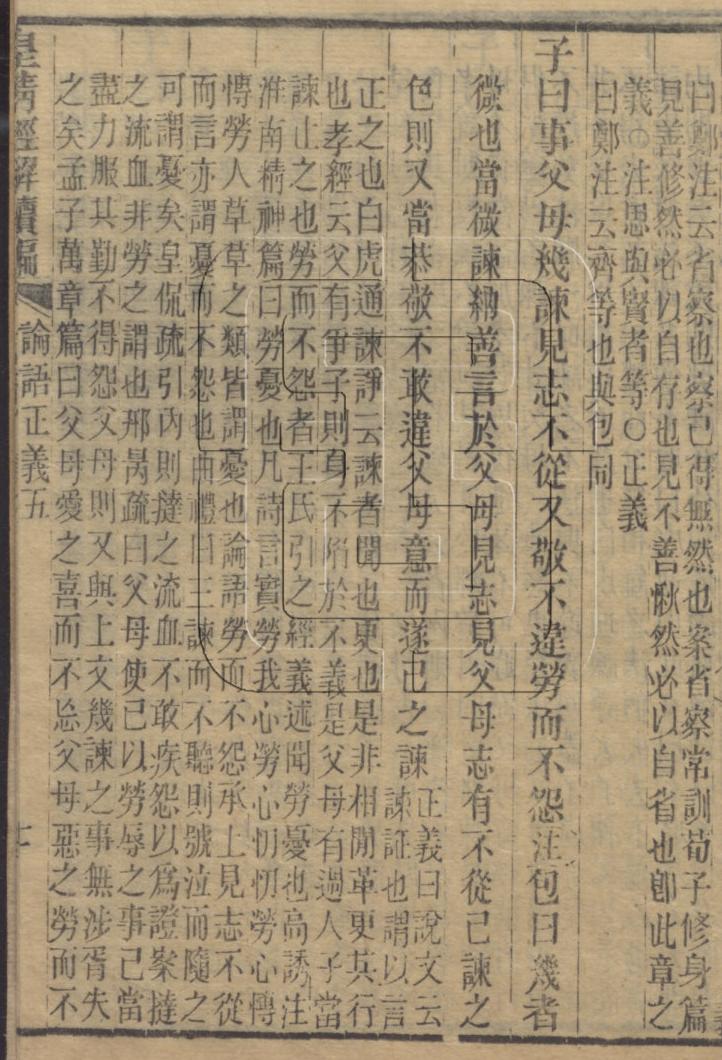 曰鄭注云省察也察己得無然也案省察常訓荀子修身篇
見善修然必以自存也見不善愀然必以自省也卽此章之
義○注思與賢者等○正義
曰鄭注云齊等也與包同
子曰事父母幾諫見志不從又敬不違勞而不怨注包曰幾者
微也當微諫納善言於父母見志見父母志有不從己諫之
色則又當恭敬不敢違父母意而遂己之諫
正義曰說文云
諫証也謂以言
正之也白虎通諫諍云諫者閒也更也是非相閒革更其行
也孝經云父有爭子則身不陷於不義是父母有過人子當
諫止之也勞而不怨者王氏引之經義述聞勞憂也高誘注
淮南精神篇曰勞憂也凡詩言實勞我心勞心忉忉勞心慱
慱勞人草草之類皆謂憂也論語勞而不怨承上見志不從
而言亦謂憂而不怨也曲禮曰三諫而不聽則號泣而隨之
可謂憂矣皇侃疏引內則撻之流血不敢疾怨以爲證案撻
之流血非勞之謂也邢昺疏曰父母使己以勞辱之事己當
盡力服其勤不得怨父母則又與上文幾諫之事無涉胥失
之矣孟子萬章篇曰父母愛之喜而不忘父母惡之勞而不
皇淸經解續編
論語正義五
七